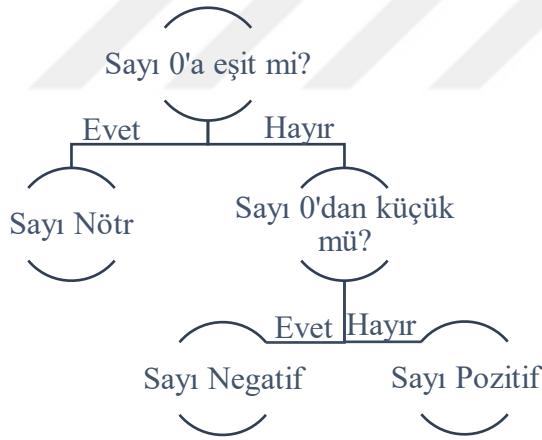 Sayı 0'a eşit mi?
Evet
Hayır
Sayı Nötr
Sayı 0'dan küçük
mü?
Evet
Hayır
Sayı Negatif
Sayı Pozitif